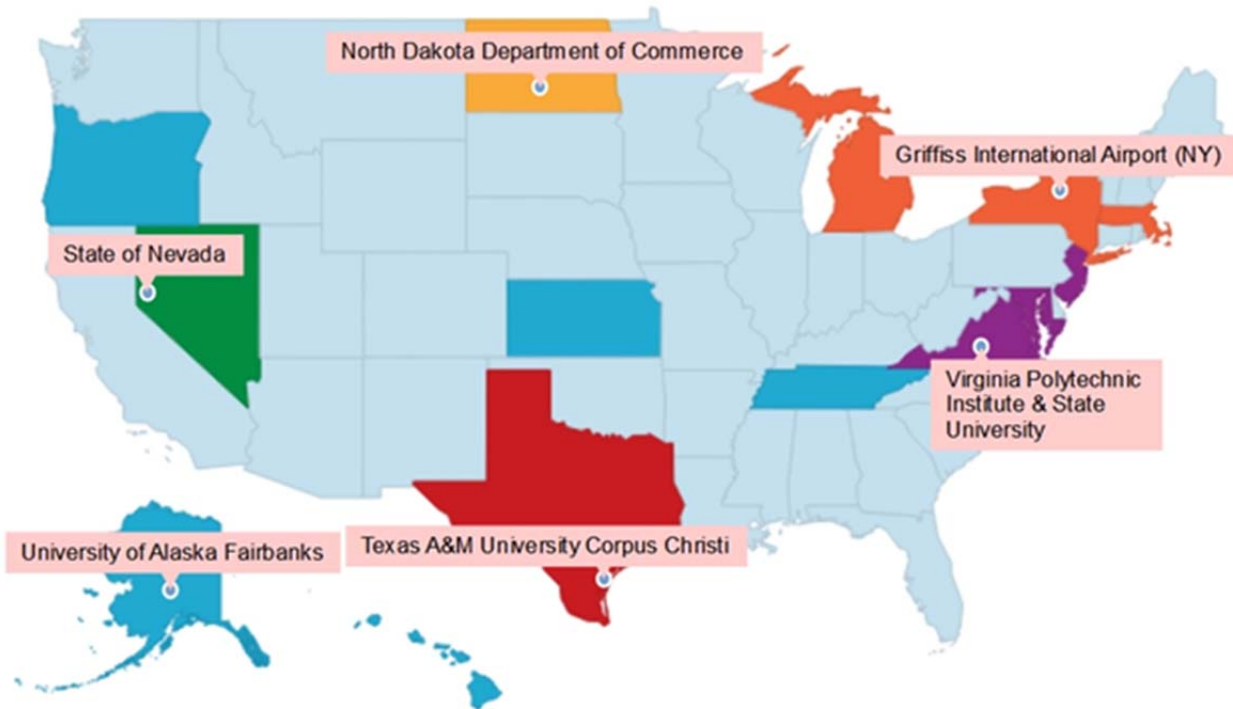 North Dakota Department of Commerce
Griffiss International Airport (NY)
State of Nevada
Virginia Polytechnic
Institute & State
University
University of Alaska Fairbanks
Texas A&M University Corpus Christi